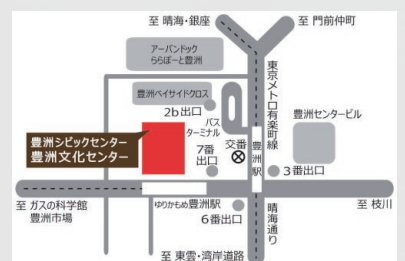 至 晴海・銀座
至 門前仲町
アーバンドック
ららぽーと豊洲
東京メトロ有楽町線
豊洲ベイサイドクロス
2b出口
バス
ターミナル
豊洲センタービル
豊洲シビックセンター
豊洲文化センター
交番
豊洲駅
7番
出口
3番出口
至 ガスの科学館
豊洲市場
ゆりかもめ豊洲駅
6番出口
晴海通り
至 枝川
至 東雲・湾岸道路